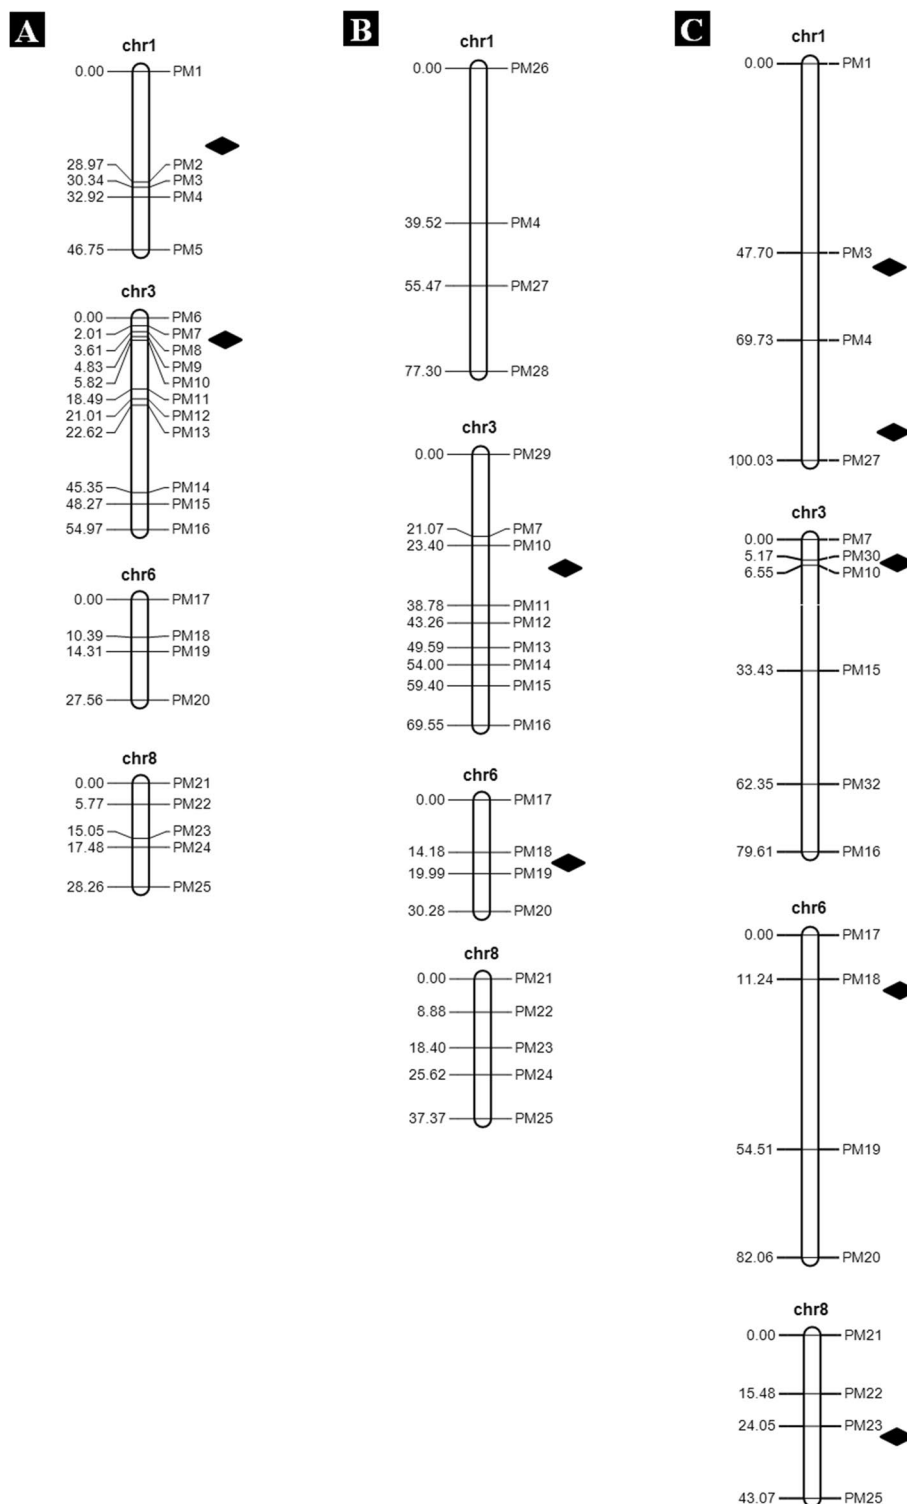 A
chr1
0.00 PM1
28.97 PM2
30.34 PM3
32.92 PM4
46.75 PM5
chr3
0.00 PM6
2.01 PM7
3.61 PM8
4.83 PM9
5.82 PM10
18.49 PM11
21.01 PM12
22.62 PM13
45.35 PM14
48.27 PM15
54.97 PM16
chr6
0.00 PM17
10.39 PM18
14.31 PM19
27.56 PM20
chr8
0.00 PM21
5.77 PM22
15.05 PM23
17.48 PM24
28.26 PM25
B
chr1
0.00 PM26
39.52 PM4
55.47 PM27
77.30 PM28
chr3
0.00 PM29
21.07 PM7
23.40 PM10
38.78 PM11
43.26 PM12
49.59 PM13
54.00 PM14
59.40 PM15
69.55 PM16
chr6
0.00 PM17
14.18 PM18
19.99 PM19
30.28 PM20
chr8
0.00 PM21
8.88 PM22
18.40 PM23
25.62 PM24
37.37 PM25
C
chr1
0.00 PM1
47.70 PM3
69.73 PM4
100.03 PM27
chr3
0.00 PM7
5.17 PM30
6.55 PM10
33.43 PM15
62.35 PM32
79.61 PM16
chr6
0.00 PM17
11.24 PM18
54.51 PM19
82.06 PM20
chr8
0.00 PM21
15.48 PM22
24.05 PM23
43.07 PM25